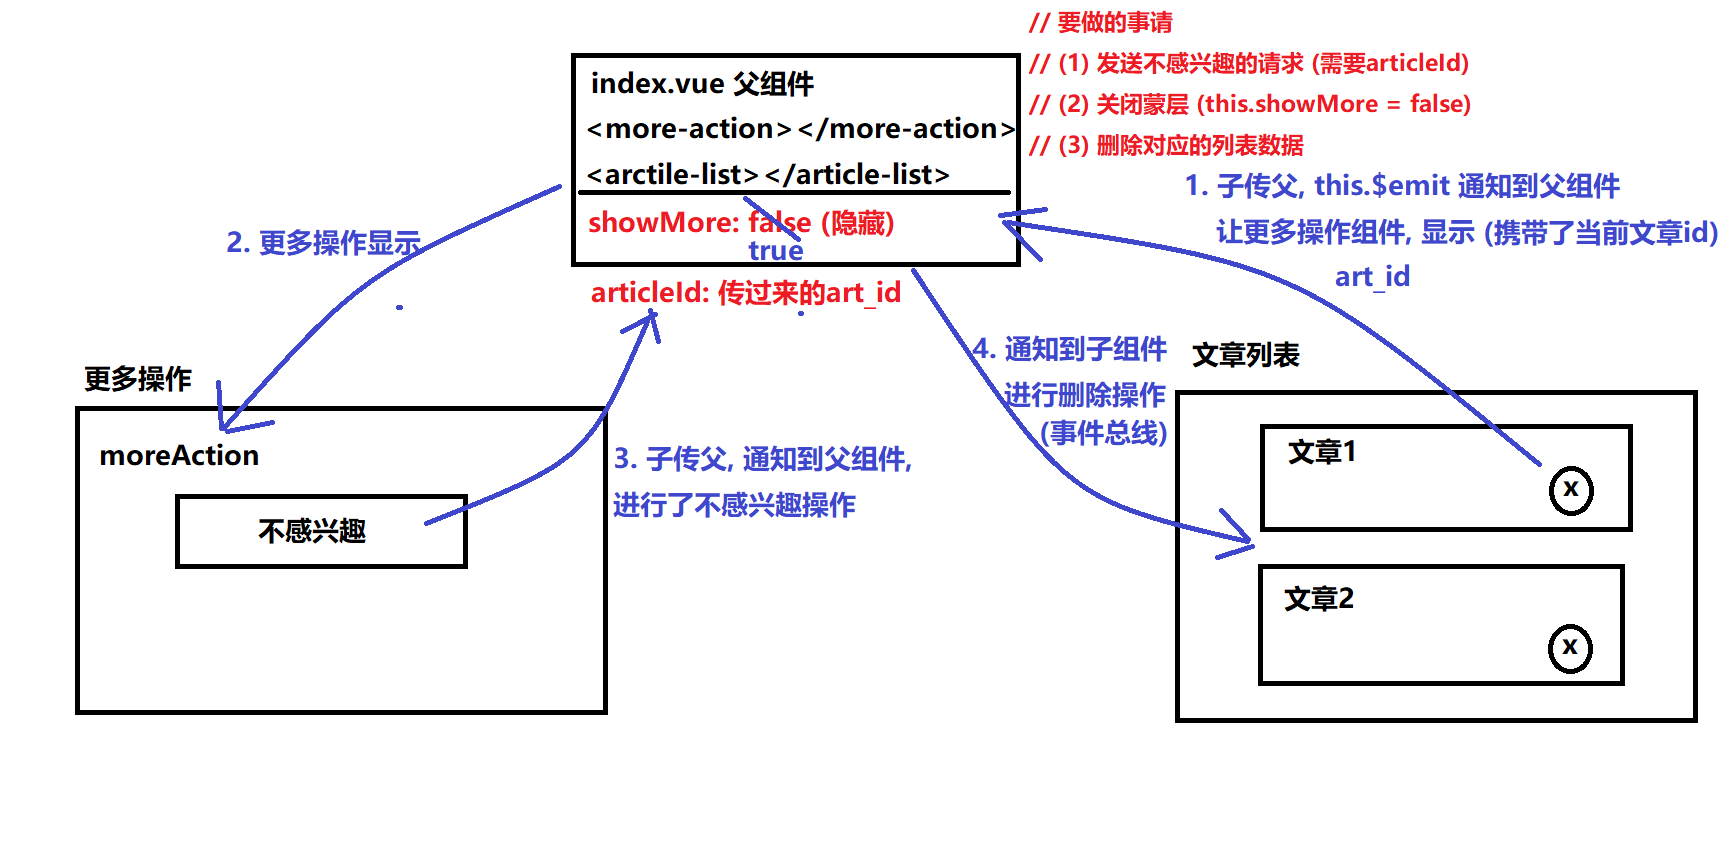 // 要做的事请
// (1) 发送不感兴趣的请求 (需要articleId)
// (2) 关闭蒙层 (this.showMore = false)
// (3) 删除对应的列表数据
index.vue 父组件
<more-action></more-action>
<arctile-list></article-list>
showMore: false (隐藏)
true
articleId: 传过来的art_id
1. 子传父, this.$emit 通知到父组件
让更多操作组件, 显示 (携带了当前文章id)
art_id
2. 更多操作显示
更多操作
moreAction
不感兴趣
3. 子传父, 通知到父组件,
进行了不感兴趣操作
4. 通知到子组件
进行删除操作
(事件总线)
文章列表
文章1
x
文章2
x